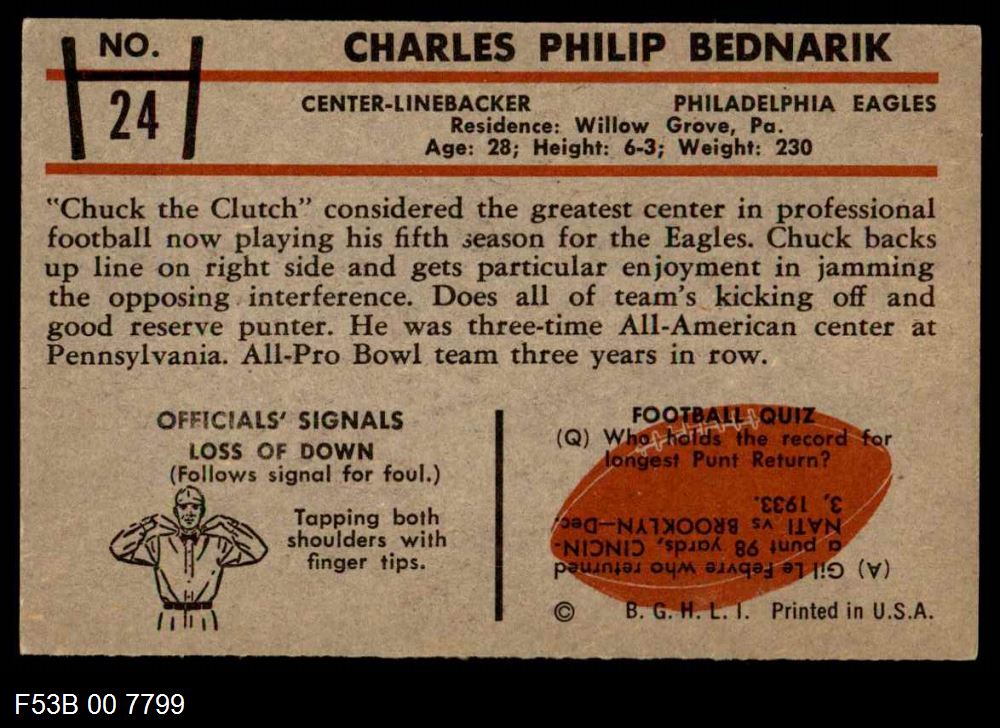 NO.
24
CHARLES PHILIP BEDNARIK
CENTER-LINEBACKER PHILADELPHIA EAGLES
Residence: Willow Grove, Pa.
Age: 28; Height: 6-3; Weight: 230
"Chuck the Clutch" considered the greatest center in professional
football now playing his fifth season for the Eagles. Chuck backs
up line on right side and gets particular enjoyment in jamming
the opposing interference. Does all of team's kicking off and
good reserve punter. He was three-time All-American center at
Pennsylvania. All-Pro Bowl team three years in row.
OFFICIALS' SIGNALS
LOSS OF DOWN
(Follows signal for foul.)
Tapping both
shoulders with
finger tips.
FOOTBALL QUIZ
(Q) Who holds the record for
longest Punt Return?
(A) Gil Le Febvre who returned
a punt 98 yards, CINCIN-
NATI vs BROOKLYN—Dec.
3, 1933.
© B. G. H. L. I. Printed in U.S.A.
F53B 00 7799